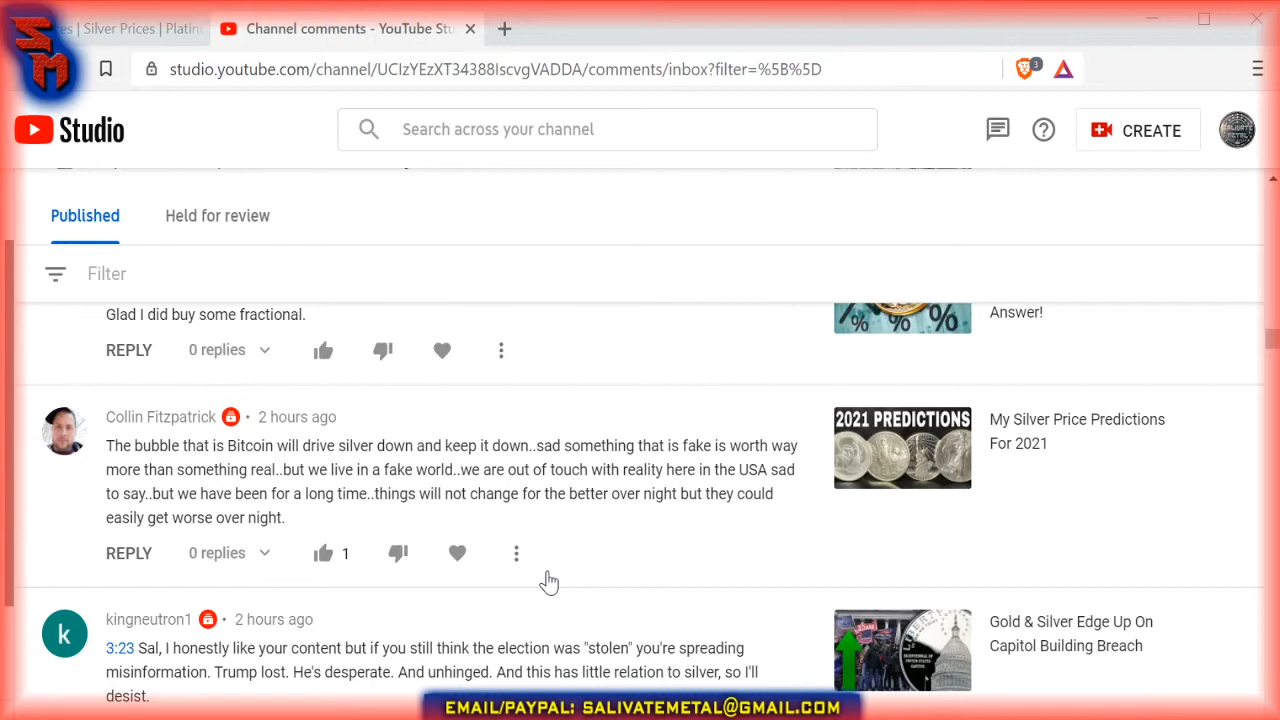 SM
es | Silver Prices | Platin
Channel comments - YouTube Stu
studio.youtube.com/channel/UCIzYEzXT34388lscvgVADDA/comments/inbox?filter=%5B%5D
3
Studio
Search across your channel
CREATE
Published
Held for review
Filter
Glad I did buy some fractional.
Answer!
REPLY 0 replies
Collin Fitzpatrick • 2 hours ago
The bubble that is Bitcoin will drive silver down and keep it down..sad something that is fake is worth way
more than something real..but we live in a fake world..we are out of touch with reality here in the USA sad
to say..but we have been for a long time..things will not change for the better over night but they could
easily get worse over night.
2021 PREDICTIONS
My Silver Price Predictions
For 2021
REPLY 0 replies 1
kingneutron1 • 2 hours ago
k
3:23 Sal, I honestly like your content but if you still think the election was "stolen" you're spreading
misinformation. Trump lost. He's desperate. And unhinged. And this has little relation to silver, so I'll
desist.
Gold & Silver Edge Up On
Capitol Building Breach
EMAIL/PAYPAL: SALIVATEMETAL@GMAIL.COM